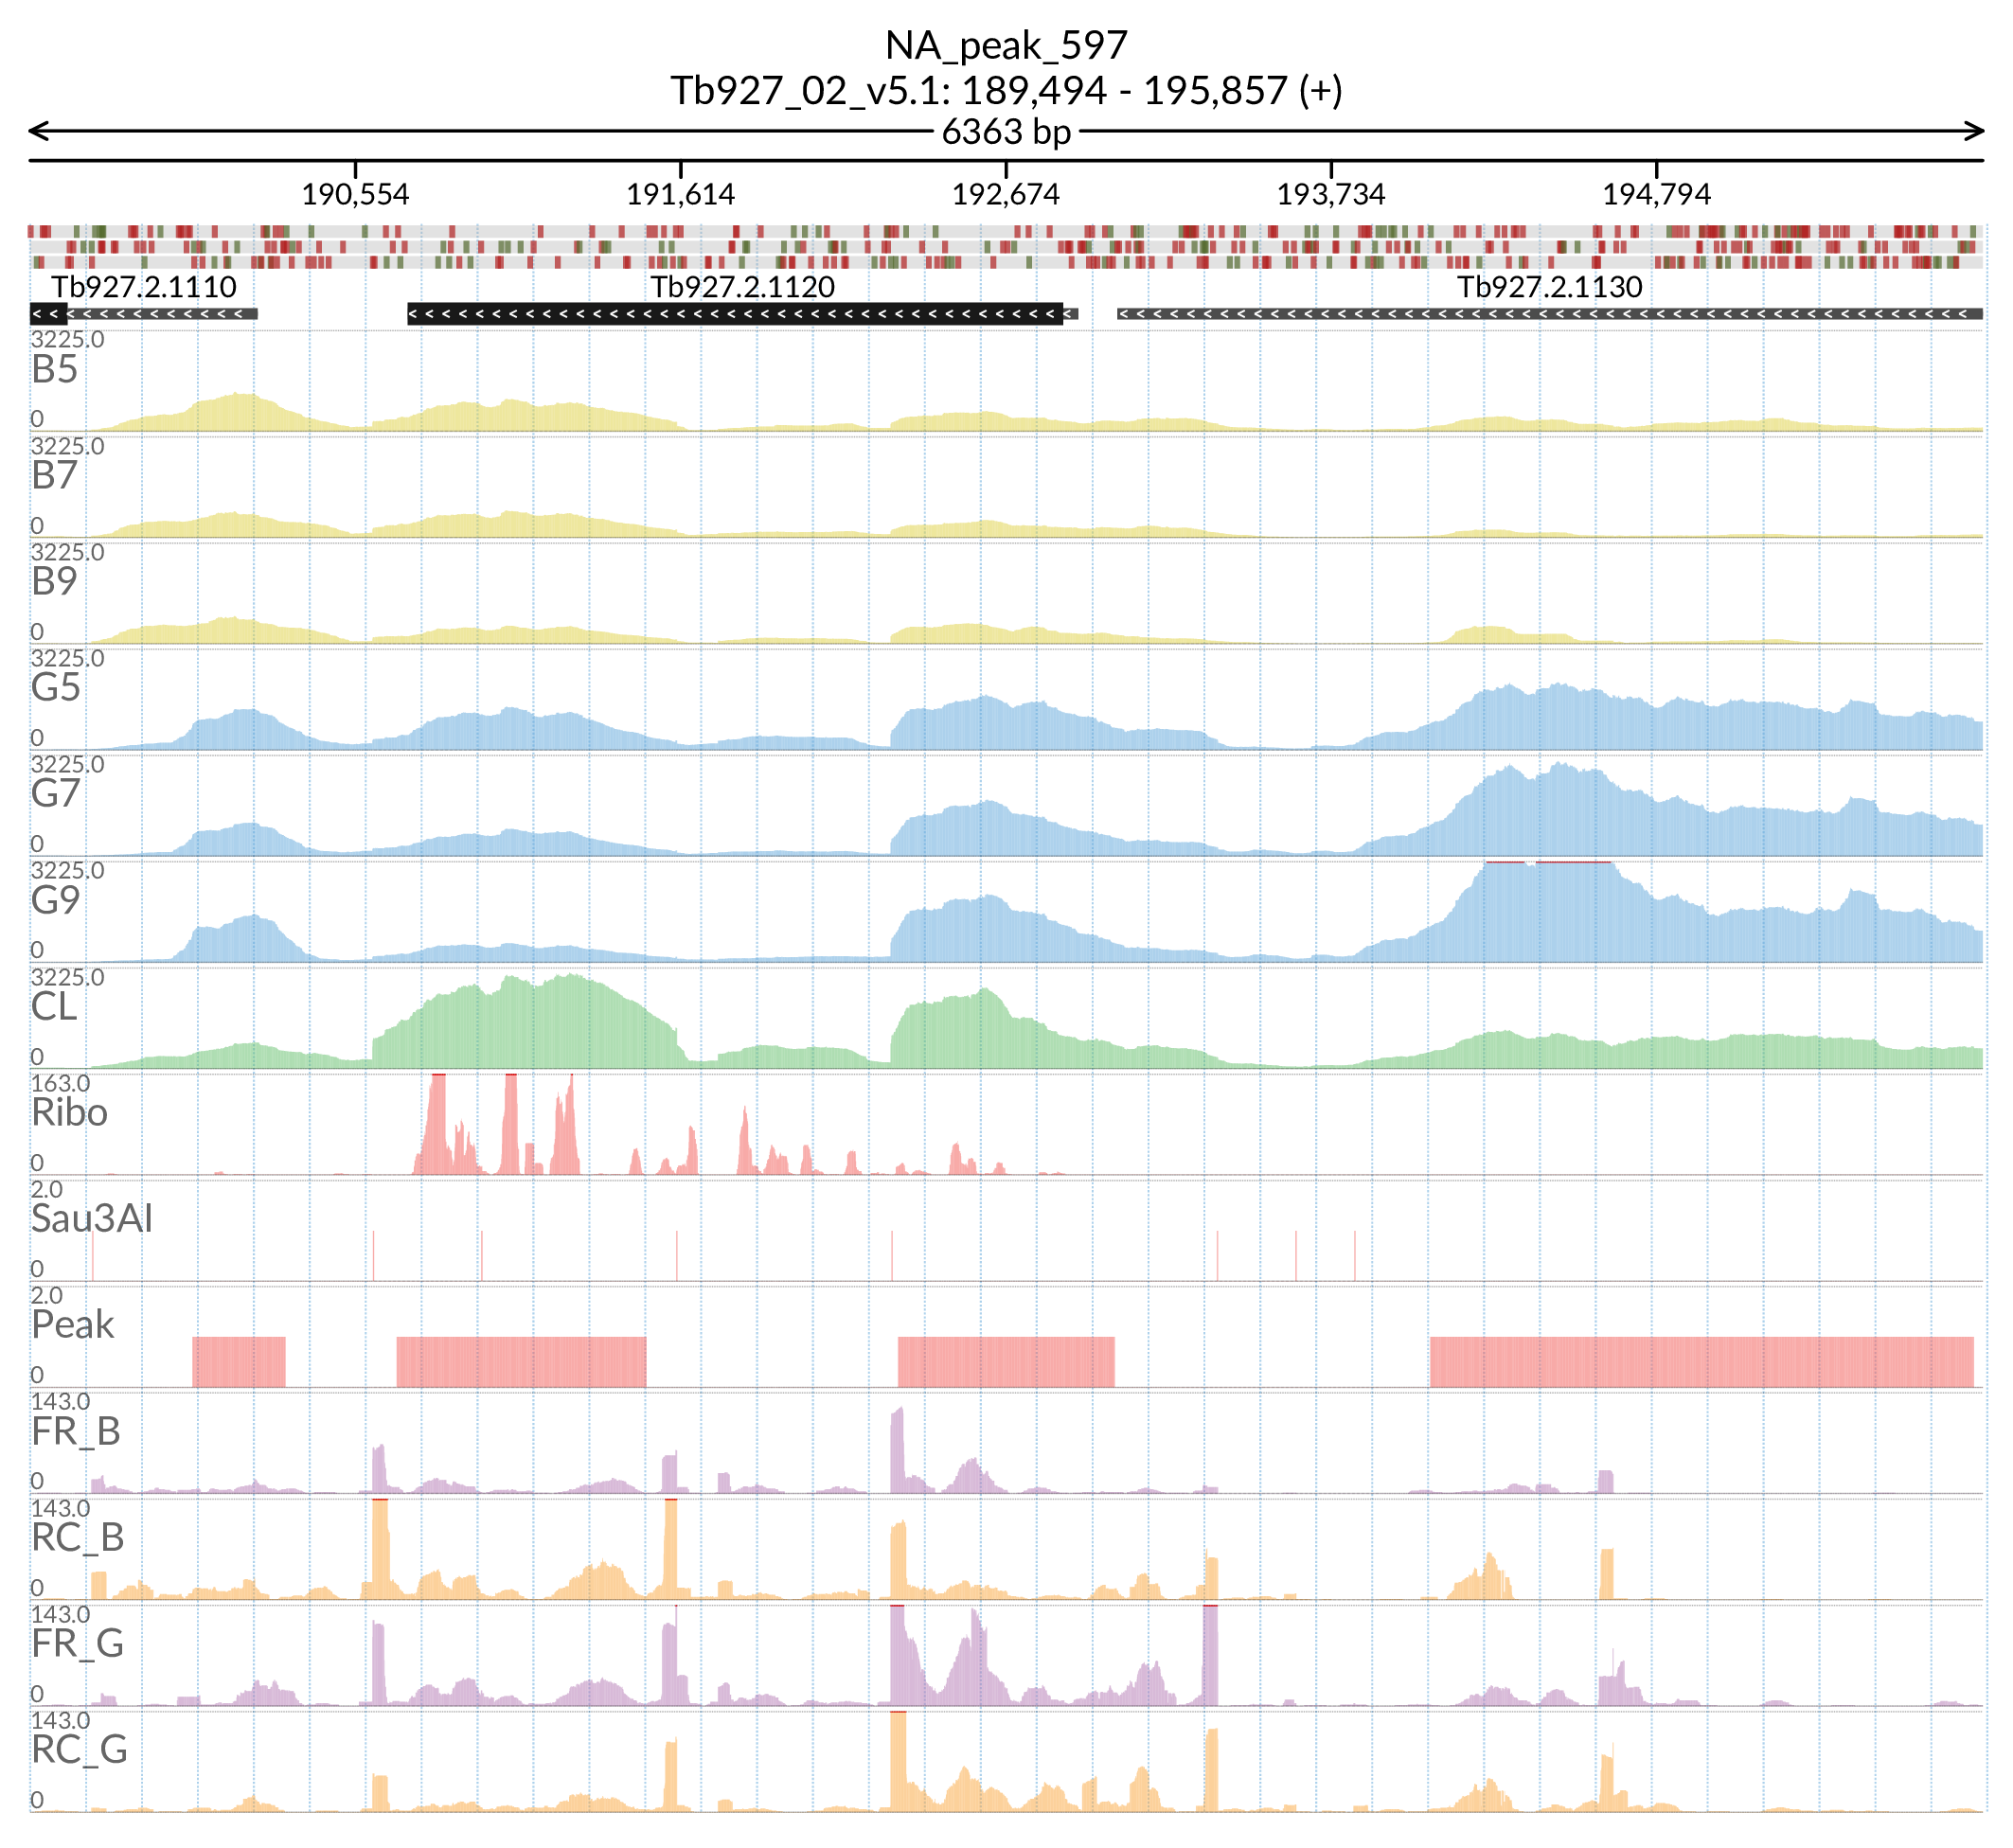 NA_peak_597
Tb927_02_v5.1: 189,494 - 195,857 (+)
6363 bp
190,554 191,614 192,674 193,734 194,794
Tb927.2.1110 Tb927.2.1120 Tb927.2.1130
3225.0
B5
0
3225.0
B7
0
3225.0
B9
0
3225.0
G5
0
3225.0
G7
0
3225.0
G9
0
3225.0
CL
0
163.0
Ribo
0
2.0
Sau3AI
0
2.0
Peak
0
143.0
FR_B
0
143.0
RC_B
0
143.0
FR_G
0
143.0
RC_G
0